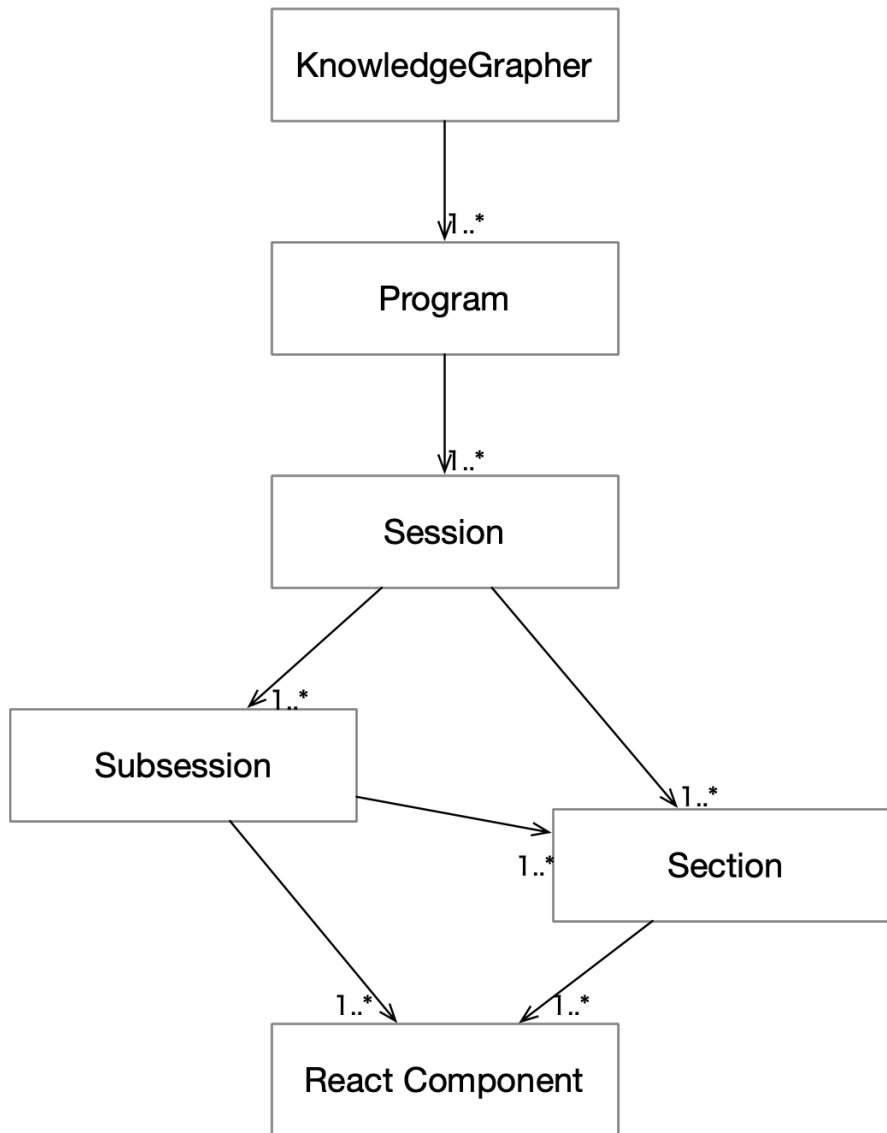 KnowledgeGrapher
1..*
Program
1..*
Session
1..*
Subsession
1..*
1..*
Section
1..*
1..*
React Component